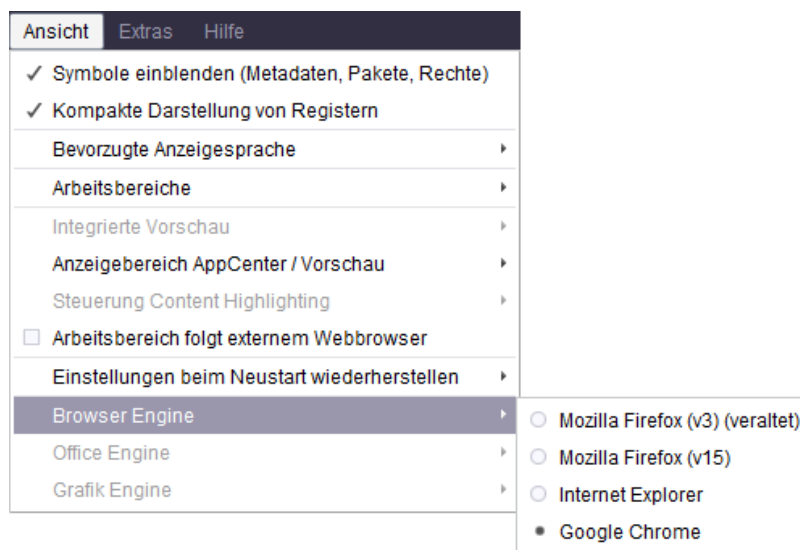 Ansicht Extras Hilfe
Symbole einblenden (Metadaten, Pakete, Rechte)
Kompakte Darstellung von Registern
Bevorzugte Anzeigesprache
Arbeitsbereiche
Integrierte Vorschau
Anzeigebereich AppCenter / Vorschau
Steuerung Content Highlighting
Arbeitsbereich folgt externem Webbrowser
Einstellungen beim Neustart wiederherstellen
Browser Engine
Office Engine
Grafik Engine
Mozilla Firefox (v3) (veraltet)
Mozilla Firefox (v15)
Internet Explorer
Google Chrome